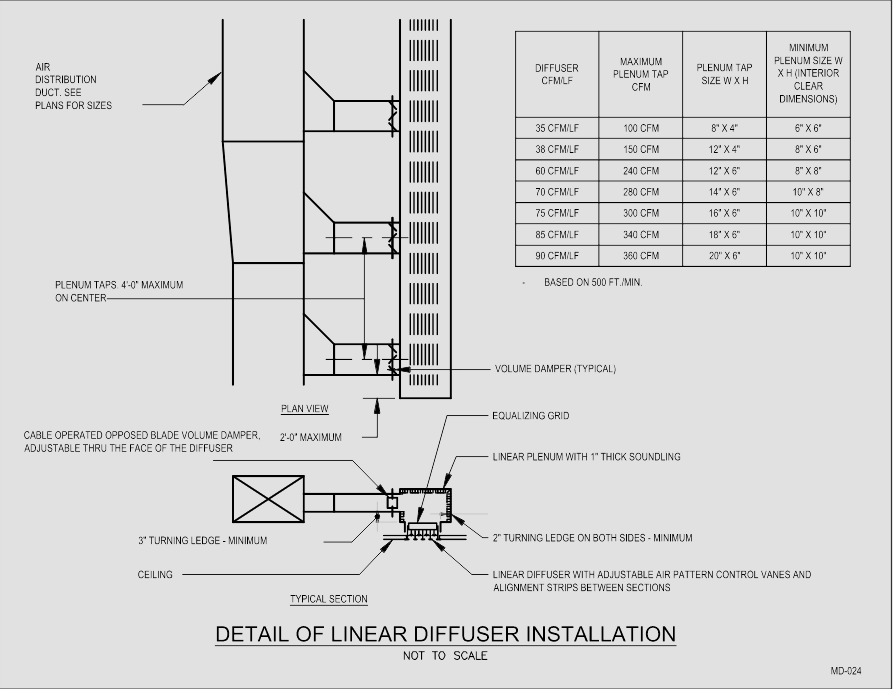 AIR
DISTRIBUTION
DUCT. SEE
PLANS FOR SIZES
PLENUM TAPS. 4'-0" MAXIMUM
ON CENTER
DIFFUSER
CFM/LF
MAXIMUM
PLENUM TAP
CFM
PLENUM TAP
SIZE W X H
MINIMUM
PLENUM SIZE W
X H (INTERIOR
CLEAR
DIMENSIONS)
35 CFM/LF 100 CFM 8" X 4" 6" X 6"
38 CFM/LF 150 CFM 12" X 4" 8" X 6"
60 CFM/LF 240 CFM 12" X 6" 8" X 8"
70 CFM/LF 280 CFM 14" X 6" 10" X 8"
75 CFM/LF 300 CFM 16" X 6" 10" X 10"
85 CFM/LF 340 CFM 18" X 6" 10" X 10"
90 CFM/LF 360 CFM 20" X 6" 10" X 10"
- BASED ON 500 FT./MIN.
VOLUME DAMPER (TYPICAL)
PLAN VIEW
2'-0" MAXIMUM
EQUALIZING GRID
CABLE OPERATED OPPOSED BLADE VOLUME DAMPER,
ADJUSTABLE THRU THE FACE OF THE DIFFUSER
LINEAR PLENUM WITH 1" THICK SOUNDLING
3" TURNING LEDGE - MINIMUM
2" TURNING LEDGE ON BOTH SIDES - MINIMUM
CEILING
LINEAR DIFFUSER WITH ADJUSTABLE AIR PATTERN CONTROL VANES AND
ALIGNMENT STRIPS BETWEEN SECTIONS
TYPICAL SECTION
DETAIL OF LINEAR DIFFUSER INSTALLATION
NOT TO SCALE
MD-024